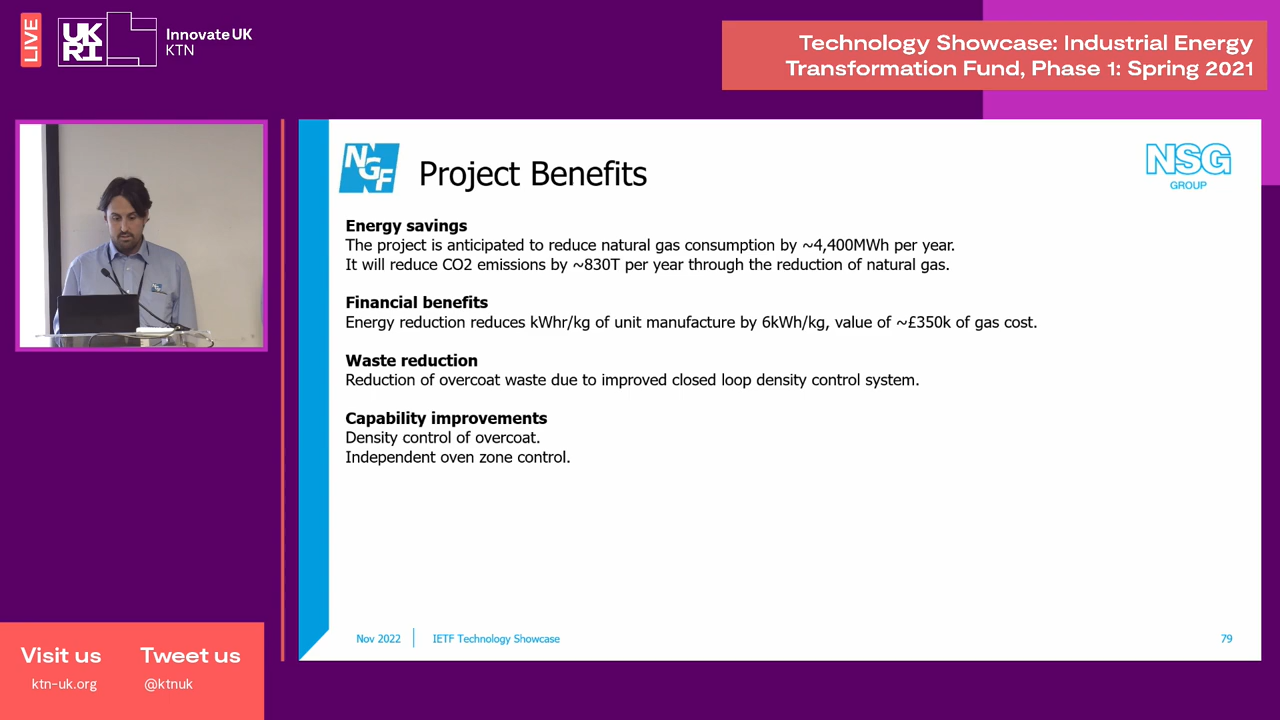 LIVE
UK
RI
Innovate UK
KTN
Technology Showcase: Industrial Energy
Transformation Fund, Phase 1: Spring 2021
NGF
Project Benefits
NSG
GROUP
Energy savings
The project is anticipated to reduce natural gas consumption by ~4,400MWh per year.
It will reduce CO2 emissions by ~830T per year through the reduction of natural gas.
Financial benefits
Energy reduction reduces kWhr/kg of unit manufacture by 6kWh/kg, value of ~£350k of gas cost.
Waste reduction
Reduction of overcoat waste due to improved closed loop density control system.
Capability improvements
Density control of overcoat.
Independent oven zone control.
Nov 2022
IETF Technology Showcase
79
Visit us
ktn-uk.org
Tweet us
@ktnuk